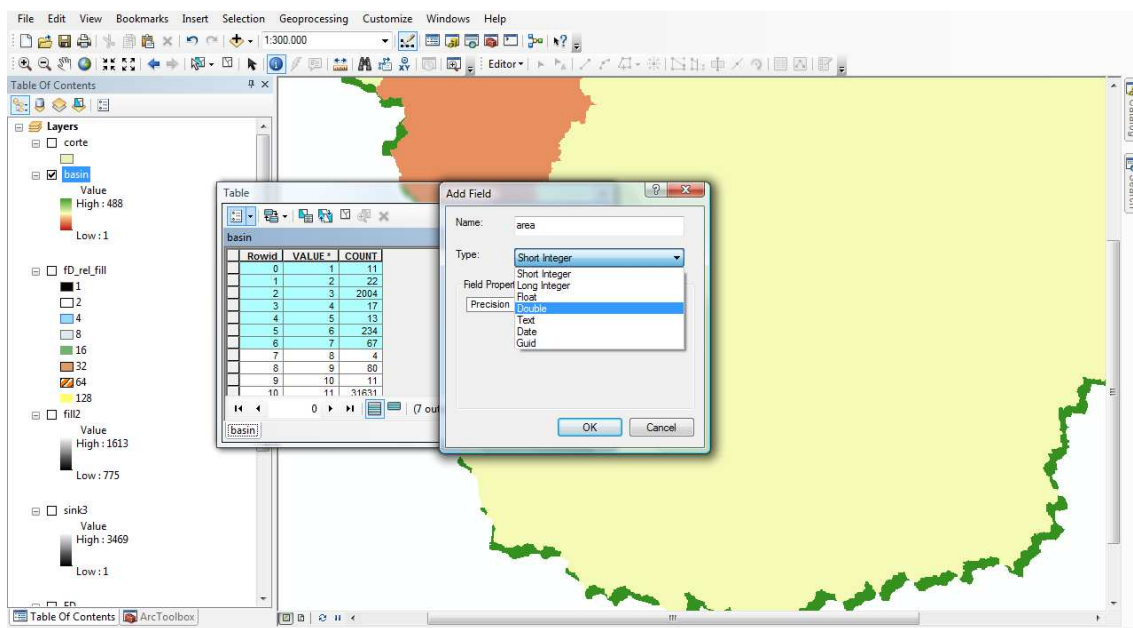 File Edit View Bookmarks Insert Selection Geoprocessing Customize Windows Help
1:300.000
Editor
Table Of Contents
Layers
corte
basin
Value
High : 488
Low : 1
fD_rel_fill
1
2
4
8
16
32
64
128
fill2
Value
High : 1613
Low : 775
sink3
Value
High : 3469
Low : 1
Table Of Contents ArcToolbox
Table
basin
Rowid VALUE * COUNT
0 1 11
1 2 22
2 3 2004
3 4 17
4 5 13
5 6 234
6 7 67
7 8 4
8 9 80
9 10 11
10 11 31631
0 (7 ou
basin
Add Field
Name: area
Type: Short Integer
Short Integer
Long Integer
Float
Double
Text
Date
Guid
Field Proper
Precision
OK Cancel